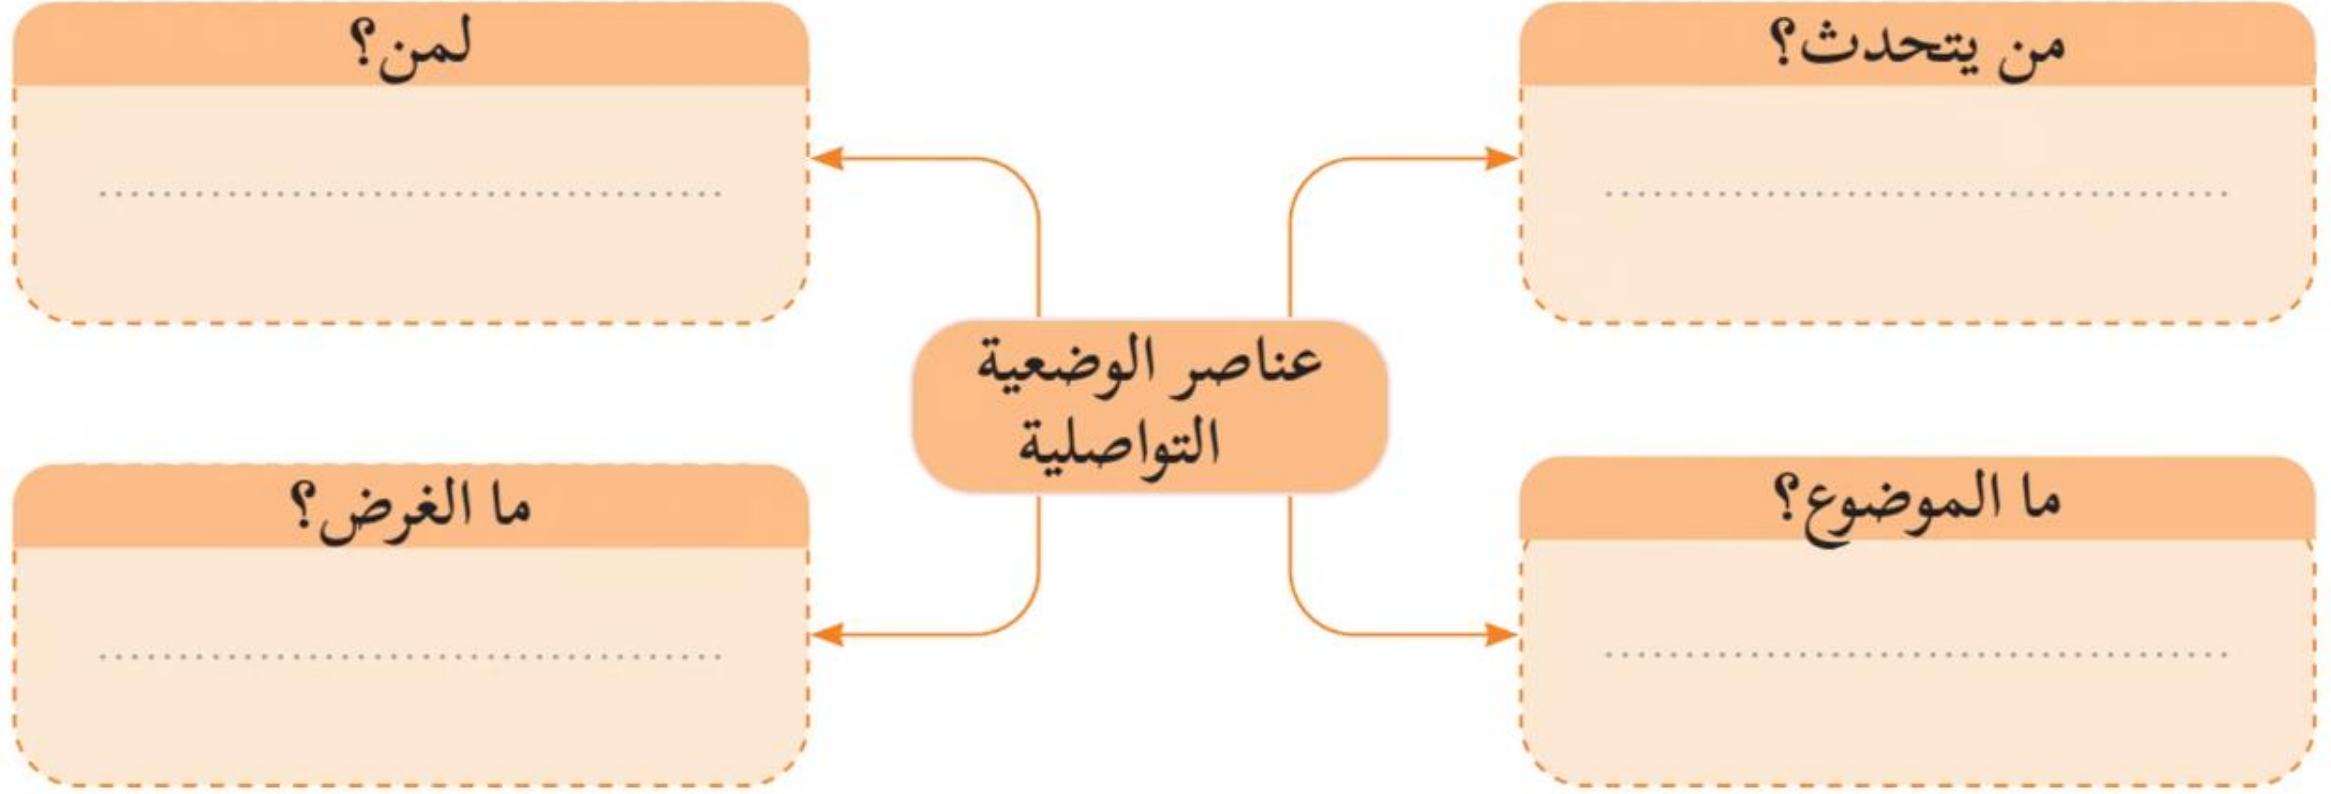 من يتحدث؟
لمن؟
عناصر الوضعية
التواصلية
ما الموضوع؟
ما الغرض؟